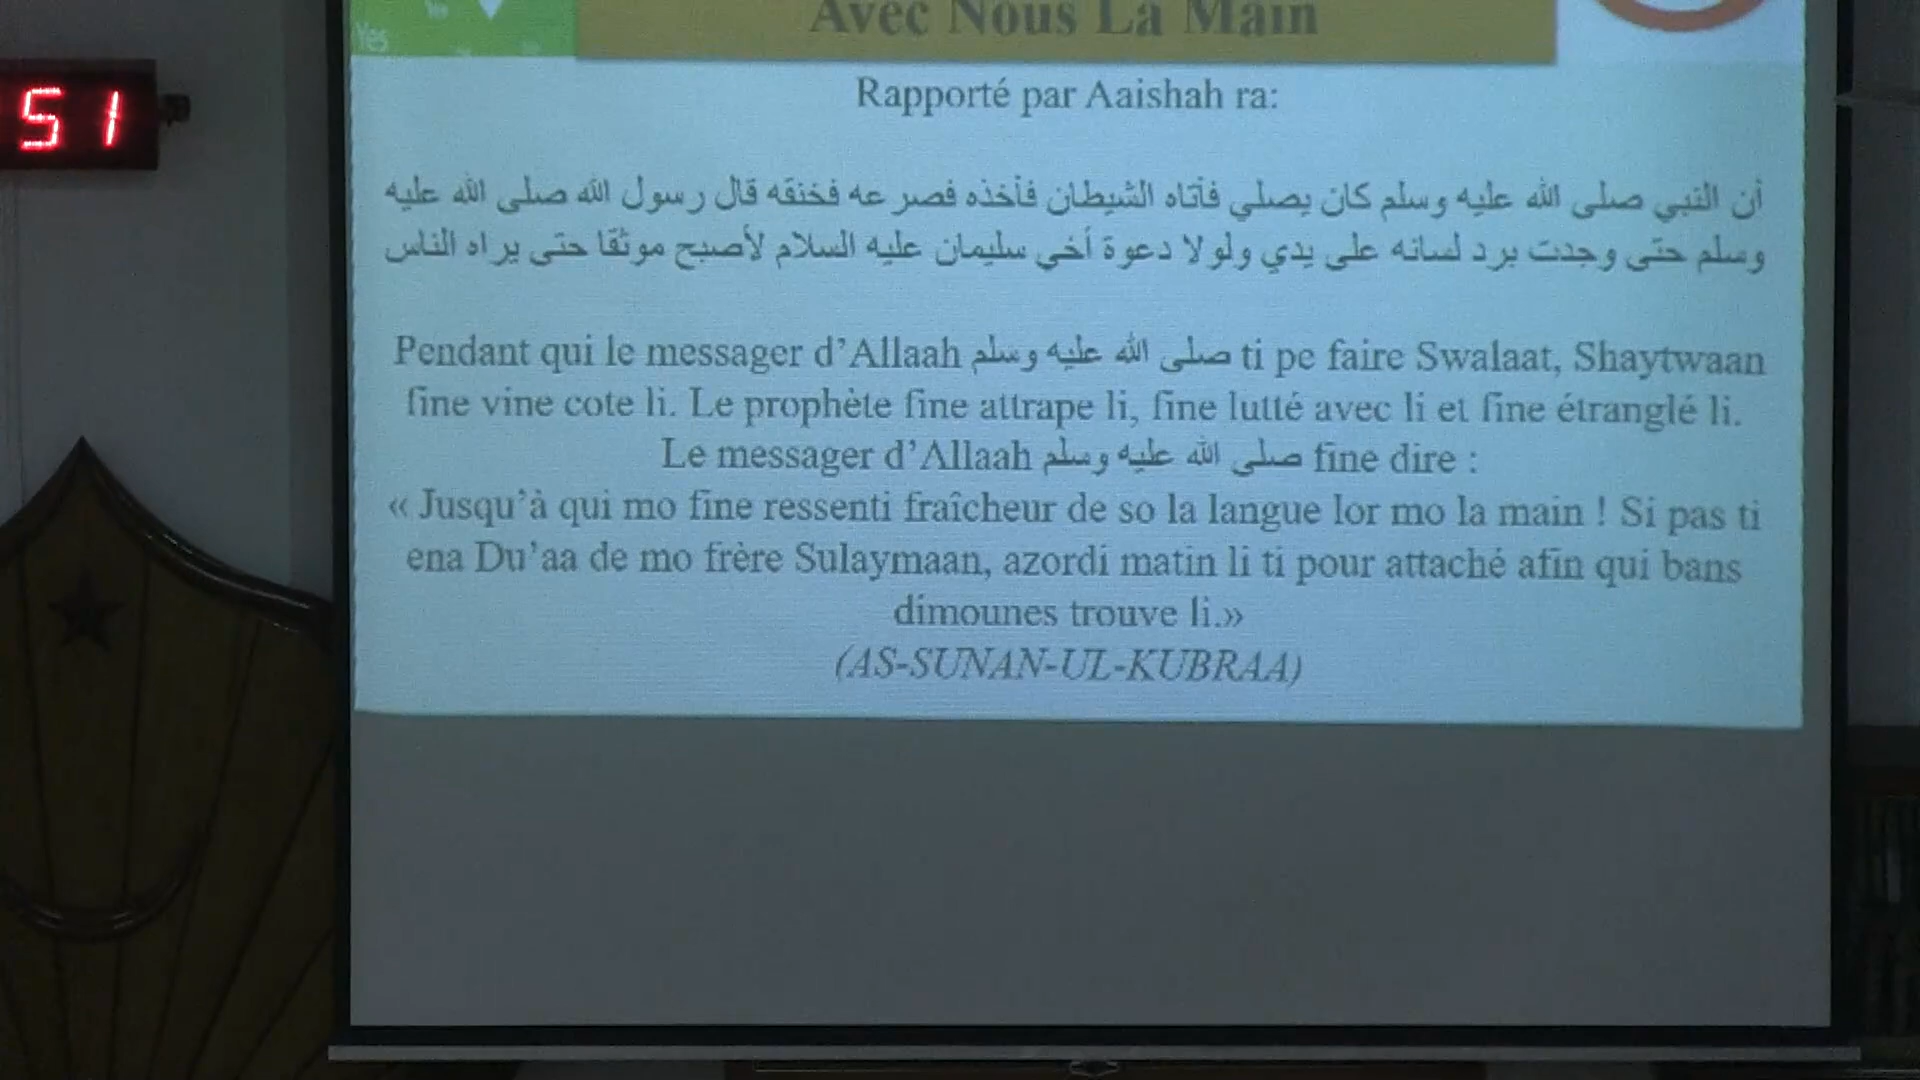 Avec Nous La Main
Yes
51
Rapporté par Aaishah ra:
أن النبي صلى الله عليه وسلم كان يصلي فأتاه الشيطان فأخذه فصرعه فخنقه قال رسول الله صلى الله عليه
وسلم حتى وجدت برد لسانه على يدي ولولا دعوة أخي سليمان عليه السلام لأصبح موثقا حتى يراه الناس
Pendant qui le messager d’Allaah صلى الله عليه وسلم ti pe faire Swalaat, Shaytwaan
fine vine cote li. Le prophète fine attrape li, fine lutté avec li et fine étranglé li.
Le messager d’Allaah صلى الله عليه وسلم fine dire :
« Jusqu’à qui mo fine ressenti fraîcheur de so la langue lor mo la main ! Si pas ti
ena Du’aa de mo frère Sulaymaan, azordi matin li ti pour attaché afin qui bans
dimounes trouve li.»
(AS-SUNAN-UL-KUBRAA)